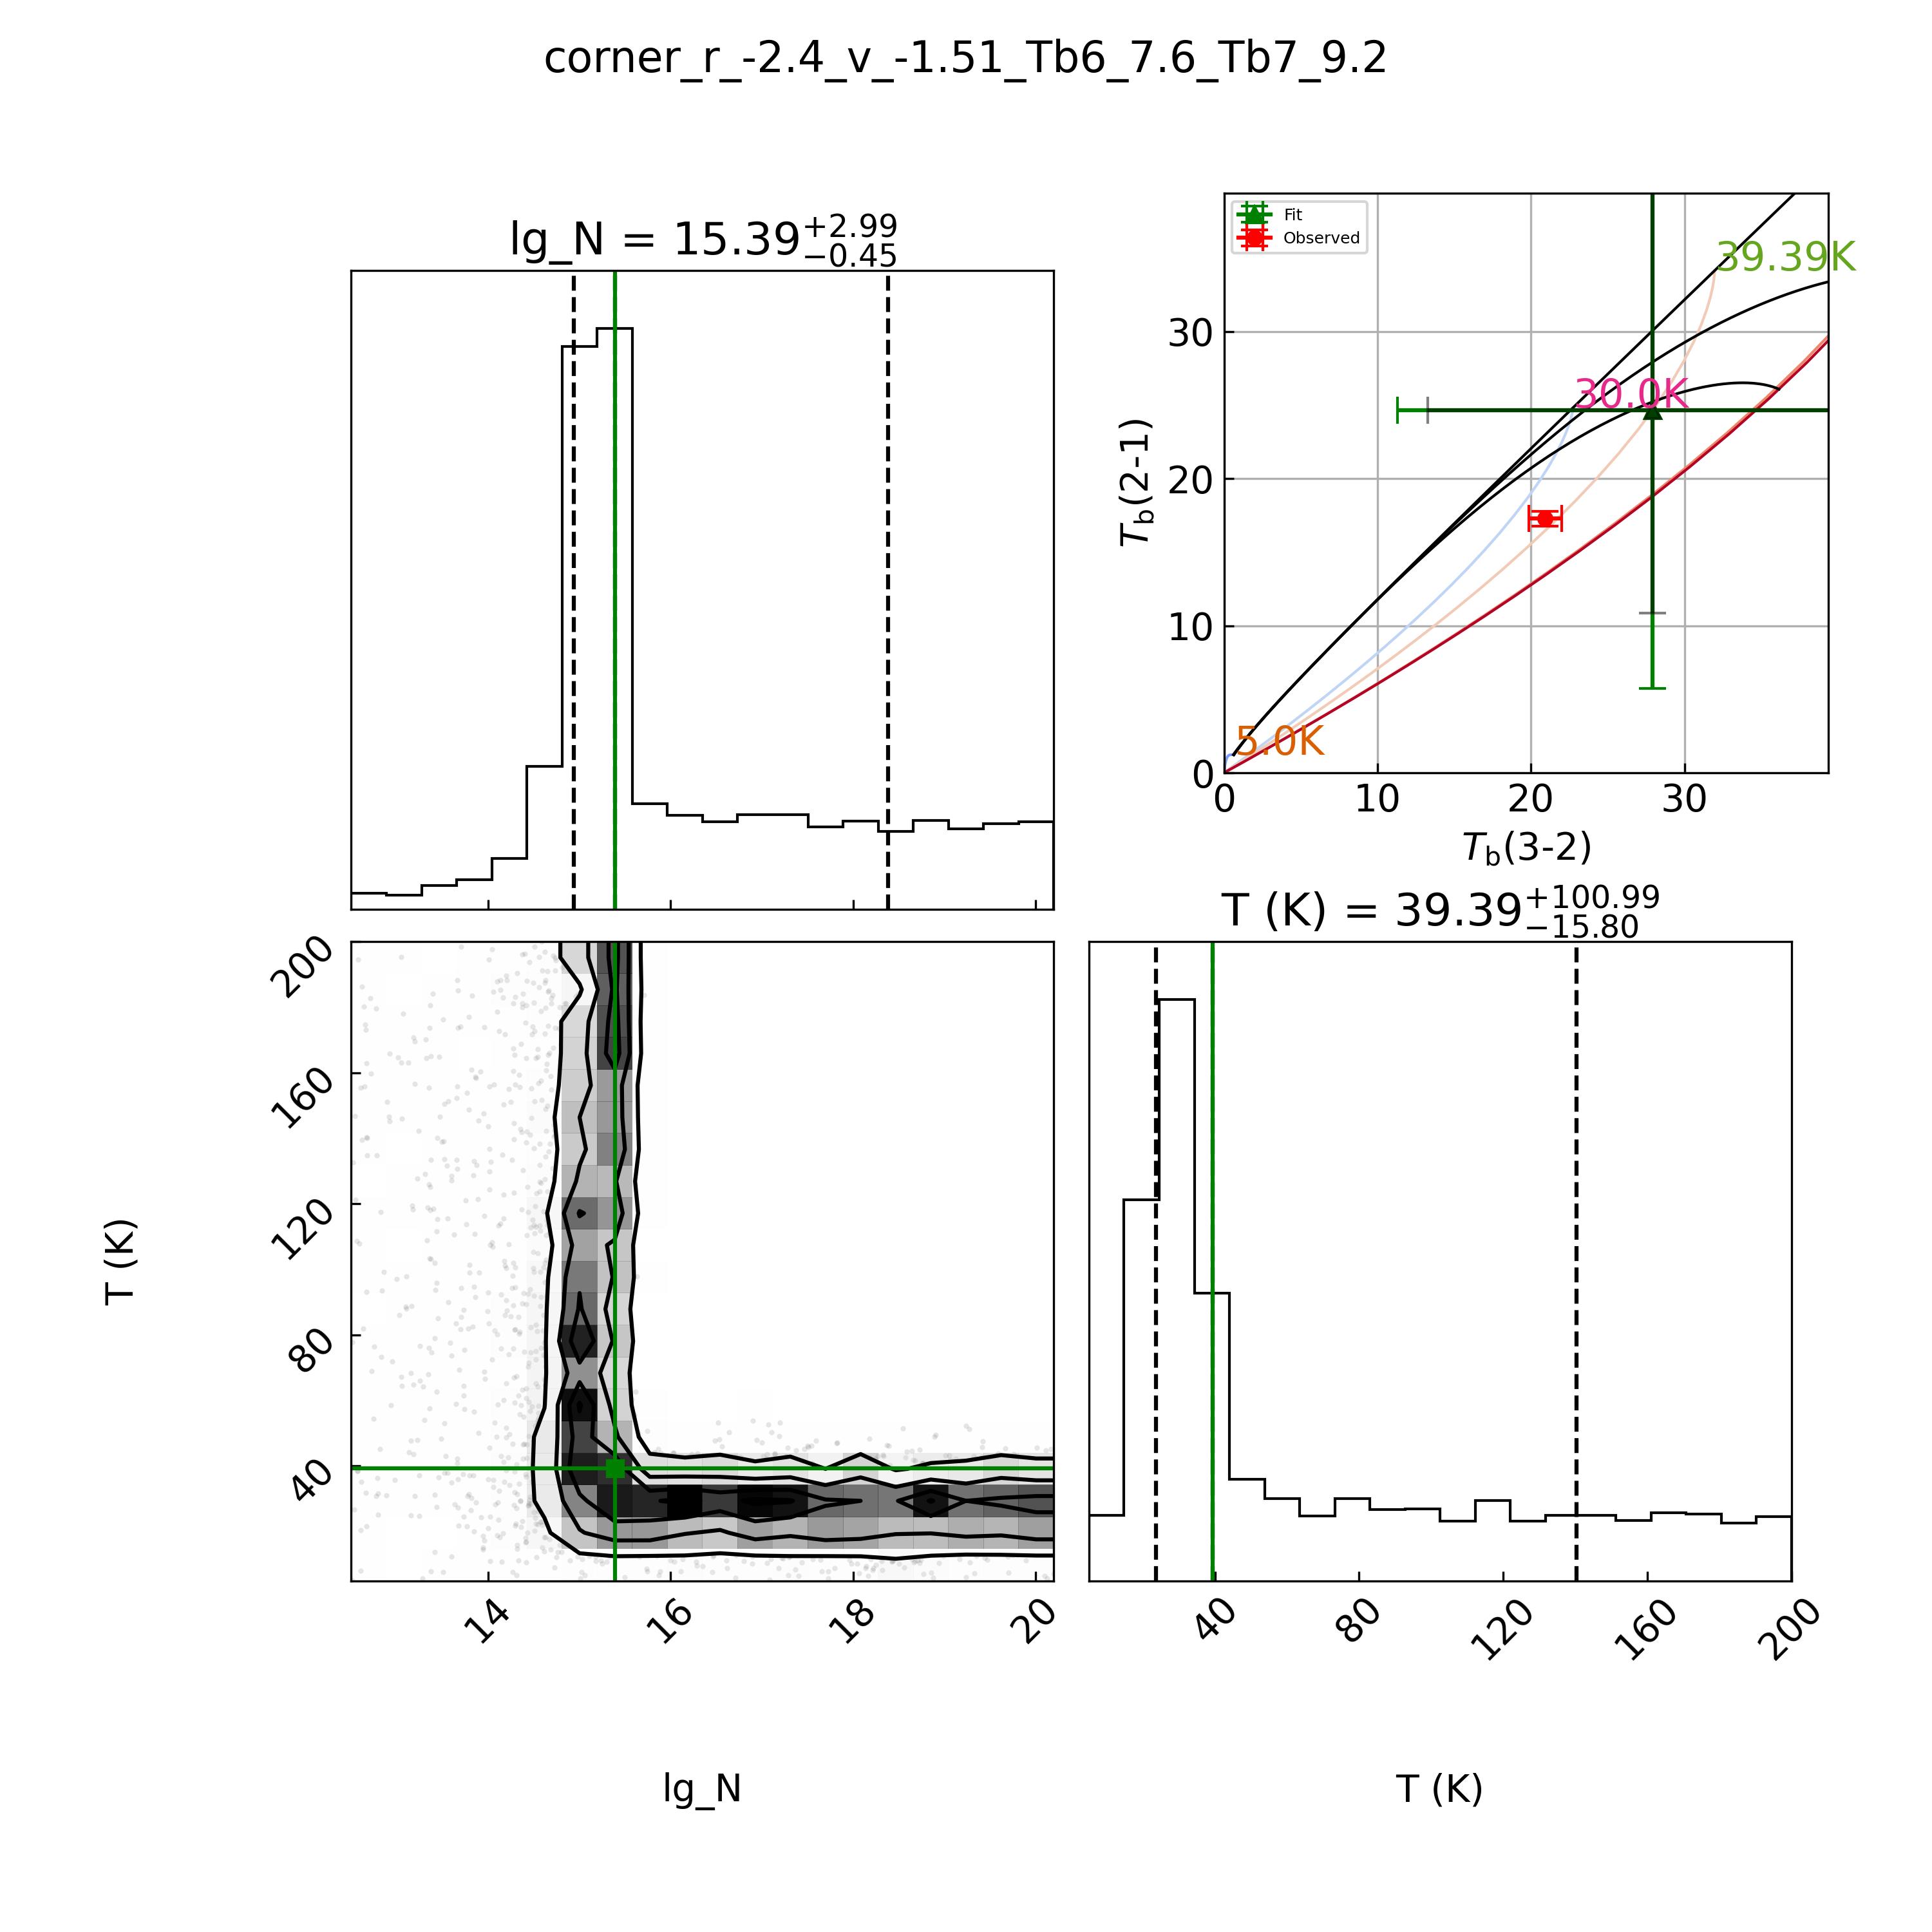 corner_r_-2.4_v_-1.51_Tb6_7.6_Tb7_9.2
lg_N = 15.39+2.99−0.45
Fit
Observed
39.39K
30.0K
5.0K
30
20
10
0
0 10 20 30
Tb(2-1)
Tb(3-2)
T (K) = 39.39+100.99−15.80
200
160
120
80
40
T (K)
14 16 18 20
lg_N
40 80 120 160 200
T (K)